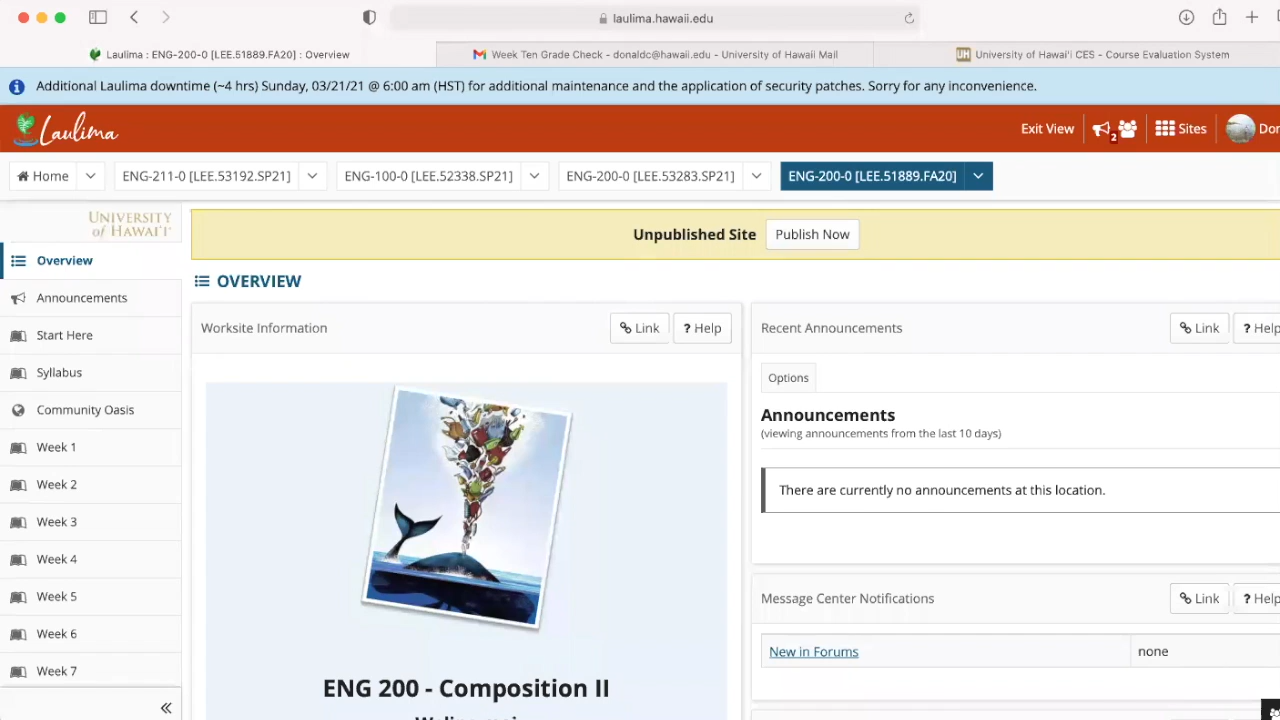 laulima.hawaii.edu
Laulima : ENG-200-0 [LEE.51889.FA20] : Overview
Week Ten Grade Check - donaldc@hawaii.edu - University of Hawaii Mail
UH University of Hawai'i CES - Course Evaluation System
Additional Laulima downtime (~4 hrs) Sunday, 03/21/21 @ 6:00 am (HST) for additional maintenance and the application of security patches. Sorry for any inconvenience.
Laulima
Exit View
2
Sites
Don
Home
ENG-211-0 [LEE.53192.SP21]
ENG-100-0 [LEE.52338.SP21]
ENG-200-0 [LEE.53283.SP21]
ENG-200-0 [LEE.51889.FA20]
UNIVERSITY
of HAWAI'I®
Overview
Announcements
Start Here
Syllabus
Community Oasis
Week 1
Week 2
Week 3
Week 4
Week 5
Week 6
Week 7
Unpublished Site
Publish Now
OVERVIEW
Worksite Information
Link
? Help
ENG 200 - Composition II
Recent Announcements
Link
? Help
Options
Announcements
(viewing announcements from the last 10 days)
There are currently no announcements at this location.
Message Center Notifications
Link
? Help
New in Forums
none